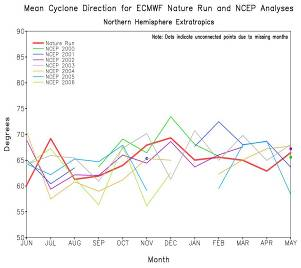 Mean Cyclone Direction for ECMWF Nature Run and NCEP Analyses
Northern Hemisphere Extratropics
Note: Dots indicate unconnected points due to missing months
Nature Run
NCEP 2000
NCEP 2001
NCEP 2002
NCEP 2003
NCEP 2004
NCEP 2005
NCEP 2006
Degrees
90
85
80
75
70
65
60
55
50
JUN JUL AUG SEP OCT NOV DEC JAN FEB MAR APR MAY
Month